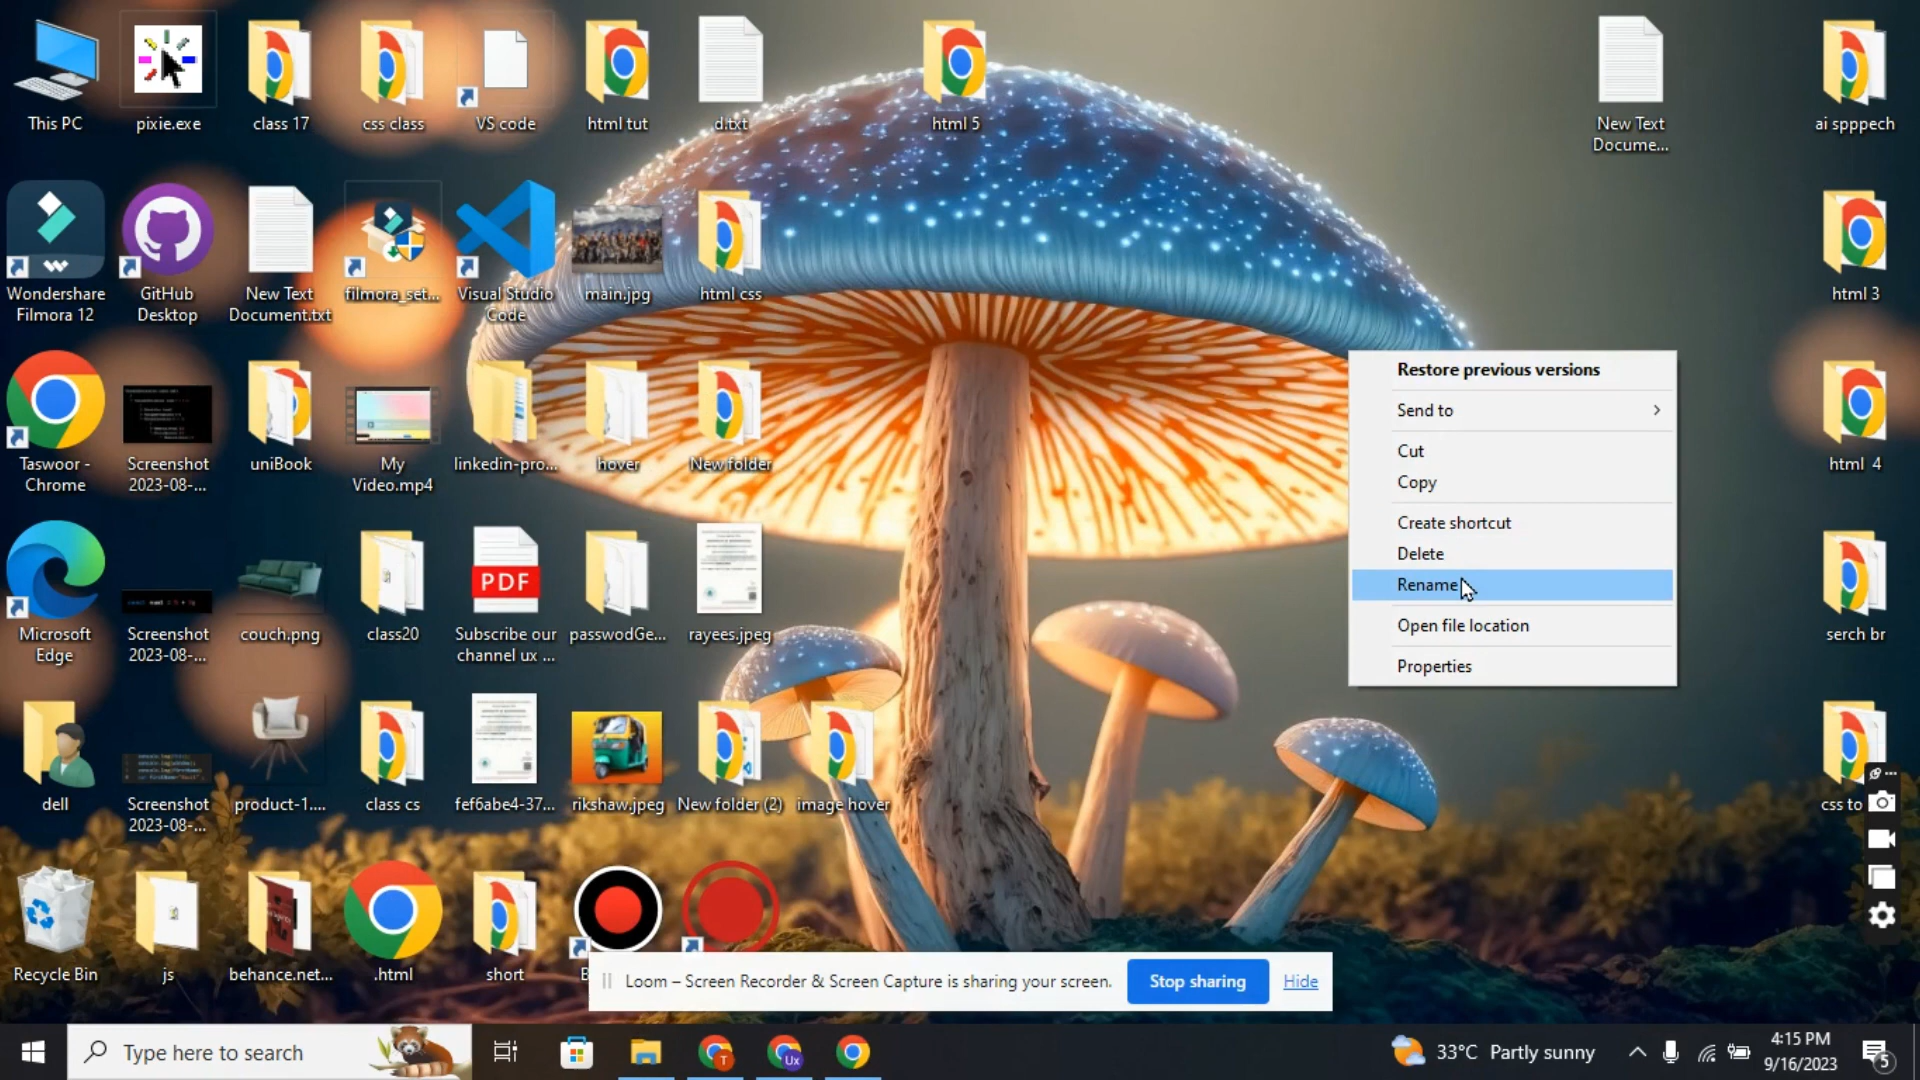 This PC
pixie.exe
class 17
css class
VS code
html tut
d.txt
html 5
New Text
Docume...
ai spppech
Wondershare
Filmora 12
GitHub
Desktop
New Text
Document.txt
filmora_set...
Visual Studio
Code
main.jpg
html css
html 3
Restore previous versions
Send to
Cut
Copy
Create shortcut
Delete
Rename
Open file location
Properties
Taswoor -
Chrome
Screenshot
2023-08-...
uniBook
My
Video.mp4
linkedin-pro...
hover
New folder
html 4
Microsoft
Edge
Screenshot
2023-08-...
couch.png
class20
PDF
Subscribe our
channel ux ...
passwodGe...
rayees.jpeg
serch br
dell
Screenshot
2023-08-...
product-1....
class cs
fef6abe4-37...
rikshaw.jpeg
New folder (2)
image hover
css to
Recycle Bin
js
behance.net...
.html
short
Loom – Screen Recorder & Screen Capture is sharing your screen.
Stop sharing
Hide
Type here to search
T
Ux
33°C Partly sunny
4:15 PM
9/16/2023
5